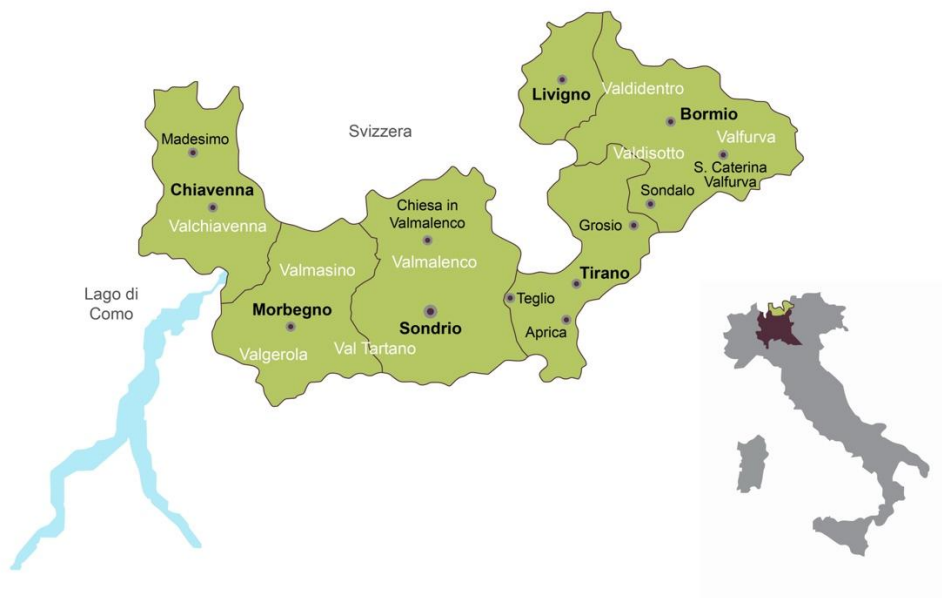 Livigno
Valdidentro
Bormio
Valfurva
Svizzera
Madesimo
Valdisotto
S. Caterina
Valfurva
Chiavenna
Sondalo
Chiesa in
Valmalenco
Valchiavenna
Grosio
Valmalenco
Valmasino
Tirano
Lago di
Como
Teglio
Morbegno
Sondrio
Aprica
Valgerola
Val Tartano